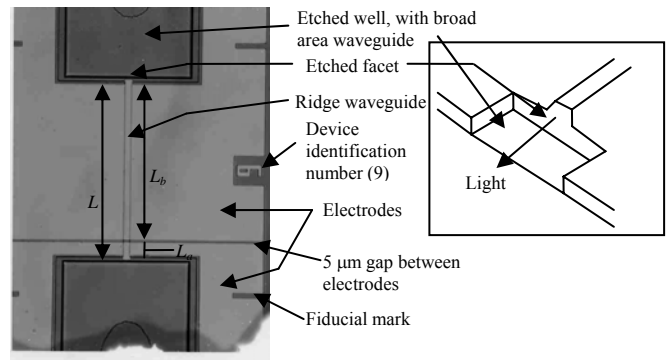 Etched well, with broad
area waveguide
Etched facet
Ridge waveguide
Device
identification
number (9)
Electrodes
5 μm gap between
electrodes
Fiducial mark
L
L_b
L_a
9
Light